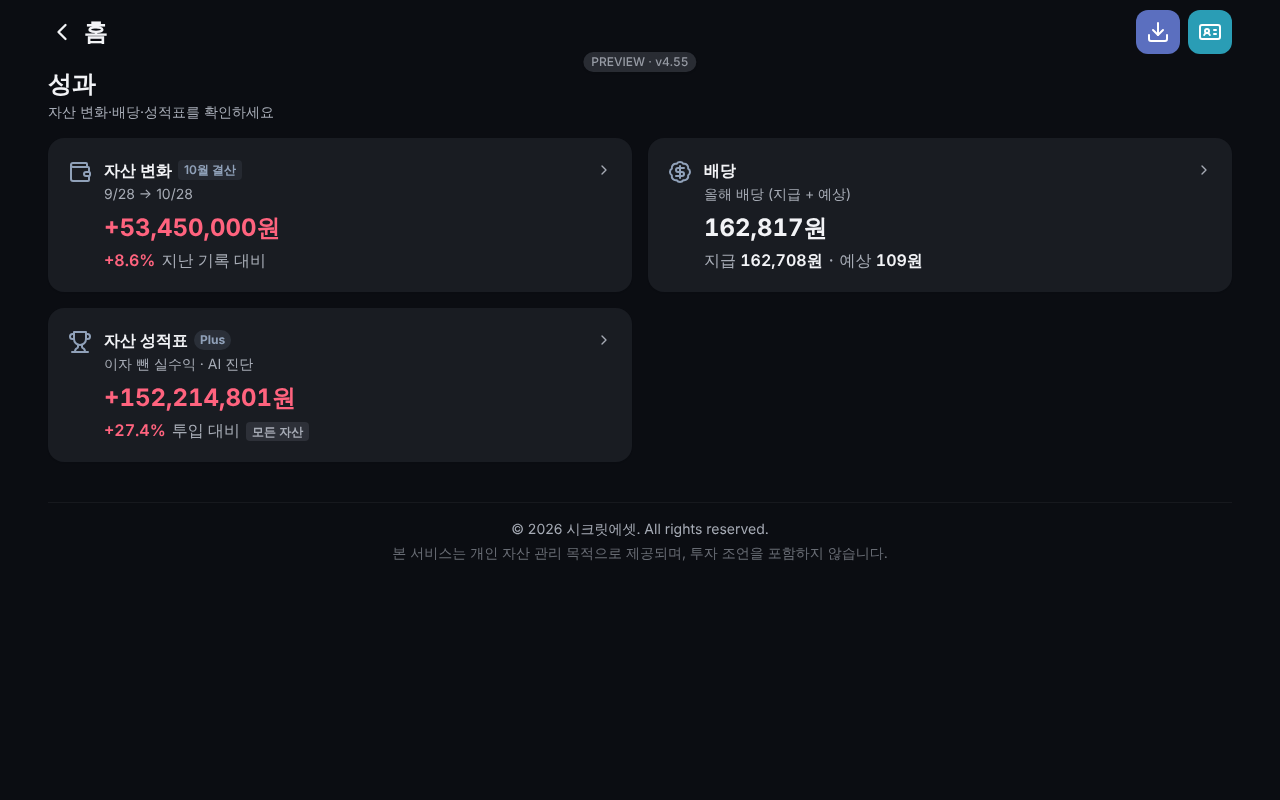 홈
PREVIEW · v4.55
성과
자산 변화·배당·성적표를 확인하세요
자산 변화 10월 결산
9/28 → 10/28
+53,450,000원
+8.6% 지난 기록 대비
배당
올해 배당 (지급 + 예상)
162,817원
지급 162,708원 · 예상 109원
자산 성적표 Plus
이자 뺀 실수익 · AI 진단
+152,214,801원
+27.4% 투입 대비 모든 자산
© 2026 시크릿에셋. All rights reserved.
본 서비스는 개인 자산 관리 목적으로 제공되며, 투자 조언을 포함하지 않습니다.